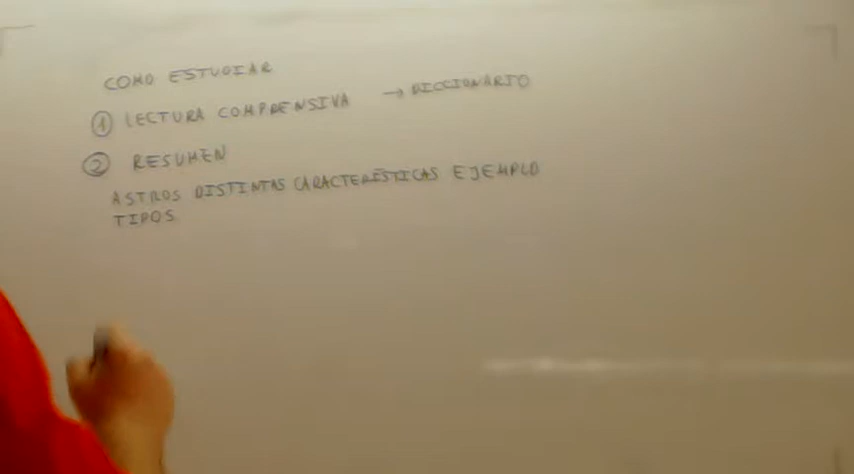 COMO ESTUDIAR
① LECTURA COMPRENSIVA → DICCIONARIO
② RESUMEN
ASTROS DISTINTAS CARACTERÍSTICAS EJEMPLO
TIPOS